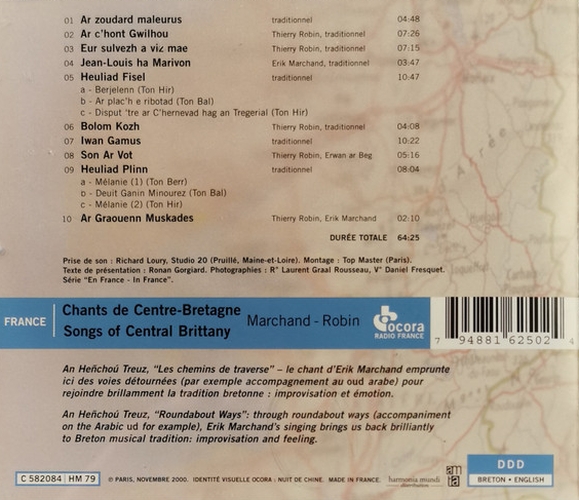 01 Ar zoudard maleurus traditionnel 04:48
02 Ar c'hont Gwilhou Thierry Robin, traditionnel 07:26
03 Eur sulvezh a viz mae Thierry Robin, traditionnel 07:15
04 Jean-Louis ha Marivon Erik Marchand, traditionnel 03:47
05 Heuliad Fisel traditionnel 10:47
a - Berjelenn (Ton Hir)
b - Ar plac'h e ribotad (Ton Bal)
c - Disput 'tre ar C'hernevad hag an Tregerial (Ton Hir)
06 Bolom Kozh Thierry Robin, traditionnel 04:08
07 Iwan Gamus traditionnel 10:22
08 Son Ar Vot Thierry Robin, Erwan ar Beg 05:16
09 Heuliad Plinn traditionnel 08:04
a - Mélanie (1) (Ton Berr)
b - Deuit Ganin Minourez (Ton Bal)
c - Mélanie (2) (Ton Hir)
10 Ar Graouenn Muskades Thierry Robin, Erik Marchand 02:10
DURÉE TOTALE 64:25
Prise de son : Richard Loury, Studio 20 (Pruillé, Maine-et-Loire). Montage : Top Master (Paris).
Texte de présentation : Ronan Gorgiard. Photographies : R° Laurent Graal Rousseau, V° Daniel Fresquet.
Série "En France - In France".
FRANCE
Chants de Centre-Bretagne
Songs of Central Brittany
Marchand - Robin
ocora
RADIO FRANCE
7 94881 62502 4
An Heñchoú Treuz, "Les chemins de traverse" – le chant d'Erik Marchand emprunte
ici des voies détournées (par exemple accompagnement au oud arabe) pour
rejoindre brillamment la tradition bretonne : improvisation et émotion.
An Heñchoú Treuz, "Roundabout Ways": through roundabout ways (accompaniment
on the Arabic ud for example), Erik Marchand's singing brings us back brilliantly
to Breton musical tradition: improvisation and feeling.
C 582084 HM 79
© PARIS, NOVEMBRE 2000. IDENTITÉ VISUELLE OCORA : NUIT DE CHINE. MADE IN FRANCE.
harmonia mundi
distribution
DDD
BRETON • ENGLISH